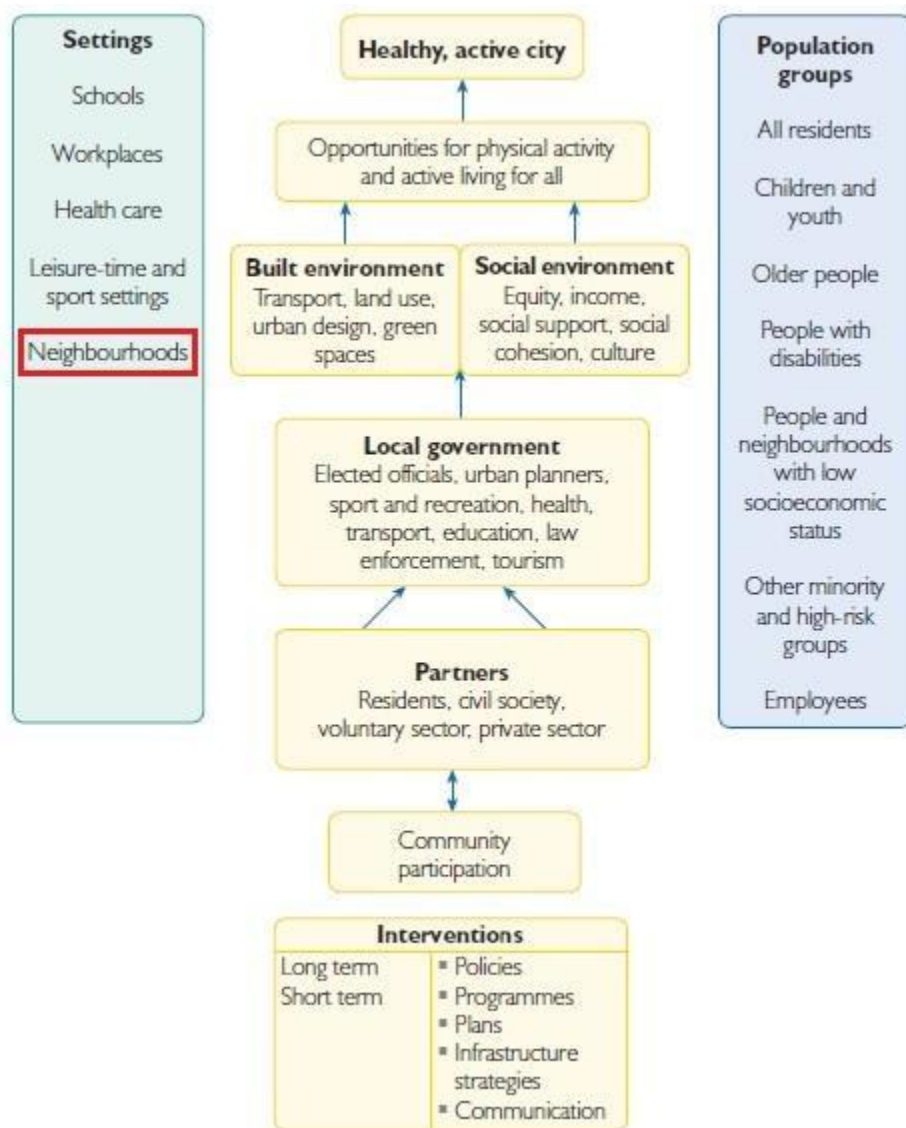 Settings
Schools
Workplaces
Health care
Leisure-time and
sport settings
Neighbourhoods
Healthy, active city
Opportunities for physical activity
and active living for all
Built environment
Transport, land use,
urban design, green
spaces
Social environment
Equity, income,
social support, social
cohesion, culture
Local government
Elected officials, urban planners,
sport and recreation, health,
transport, education, law
enforcement, tourism
Partners
Residents, civil society,
voluntary sector, private sector
Community
participation
Interventions
Long term
Short term
▪ Policies
▪ Programmes
▪ Plans
▪ Infrastructure
strategies
▪ Communication
Population
groups
All residents
Children and
youth
Older people
People with
disabilities
People and
neighbourhoods
with low
socioeconomic
status
Other minority
and high-risk
groups
Employees